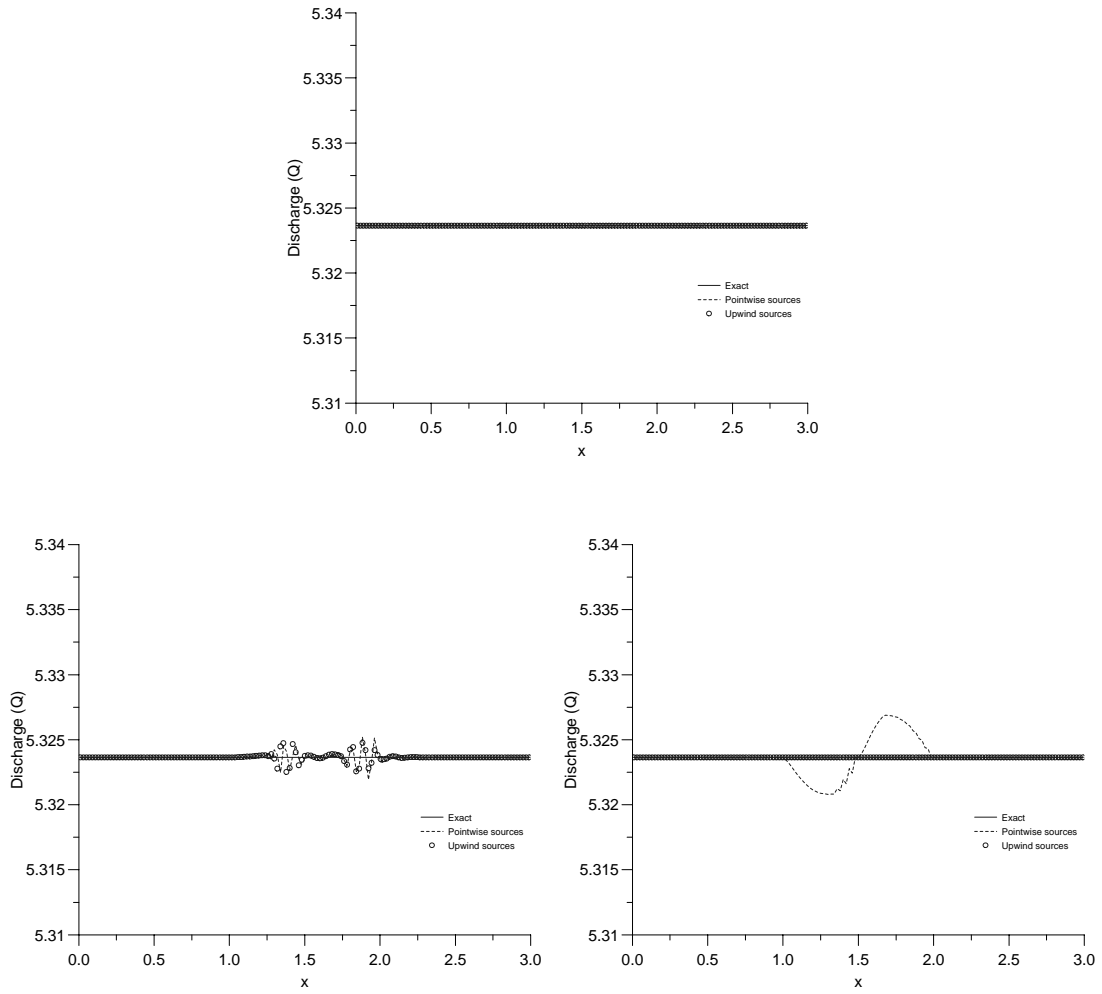 5.34
5.335
5.33
5.325
5.32
5.315
5.31
Discharge (Q)
Exact
Pointwise sources
Upwind sources
0.0 0.5 1.0 1.5 2.0 2.5 3.0
x
5.34
5.335
5.33
5.325
5.32
5.315
5.31
Discharge (Q)
Exact
Pointwise sources
Upwind sources
0.0 0.5 1.0 1.5 2.0 2.5 3.0
x
5.34
5.335
5.33
5.325
5.32
5.315
5.31
Discharge (Q)
Exact
Pointwise sources
Upwind sources
0.0 0.5 1.0 1.5 2.0 2.5 3.0
x